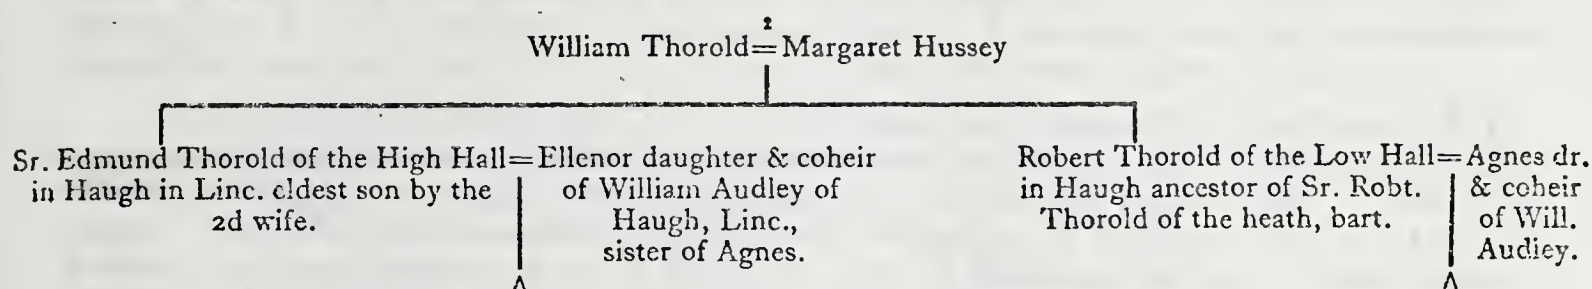 2
William Thorold=Margaret Hussey
Sr. Edmund Thorold of the High Hall=Ellenor daughter & coheir
in Haugh in Linc. eldest son by the
2d wife.
of William Audley of
Haugh, Linc.,
sister of Agnes.
Robert Thorold of the Low Hall=Agnes dr.
in Haugh ancestor of Sr. Robt.
Thorold of the heath, bart.
& coheir
of Will.
Audley.